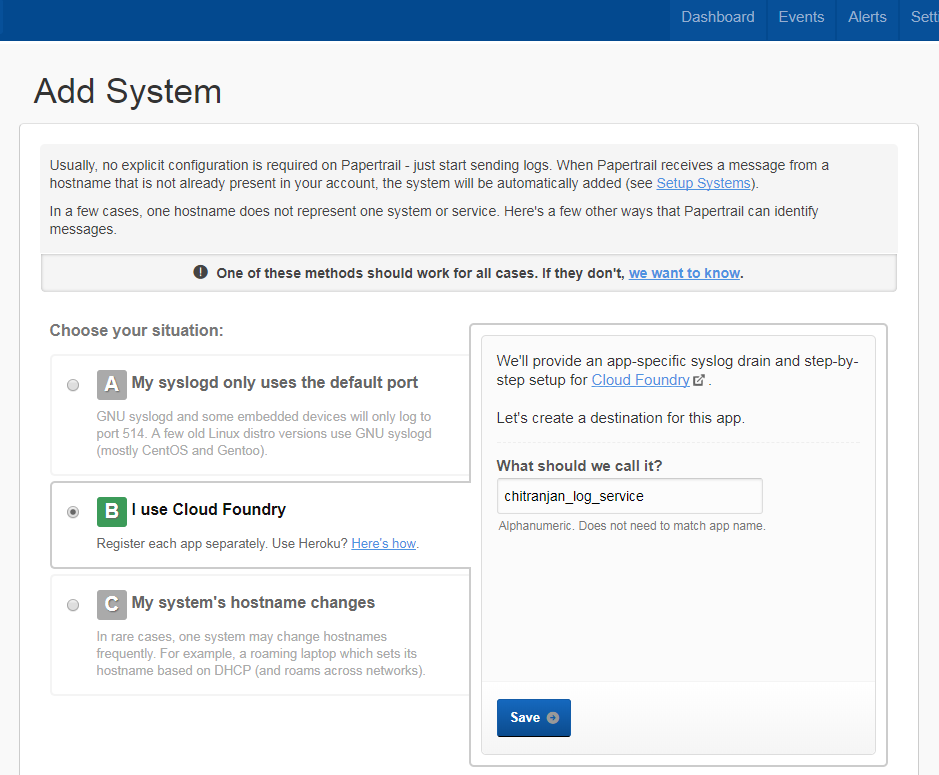 Dashboard Events Alerts
Add System
Usually, no explicit configuration is required on Papertrail - just start sending logs. When Papertrail receives a message from a
hostname that is not already present in your account, the system will be automatically added (see Setup Systems).
In a few cases, one hostname does not represent one system or service. Here's a few other ways that Papertrail can identify
messages.
One of these methods should work for all cases. If they don't, we want to know.
Choose your situation:
A My syslogd only uses the default port
GNU syslogd and some embedded devices will only log to
port 514. A few old Linux distro versions use GNU syslogd
(mostly CentOS and Gentoo).
B I use Cloud Foundry
Register each app separately. Use Heroku? Here's how.
C My system's hostname changes
In rare cases, one system may change hostnames
frequently. For example, a roaming laptop which sets its
hostname based on DHCP (and roams across networks).
We'll provide an app-specific syslog drain and step-by-
step setup for Cloud Foundry .
Let's create a destination for this app.
What should we call it?
chitranjan_log_service
Alphanumeric. Does not need to match app name.
Save